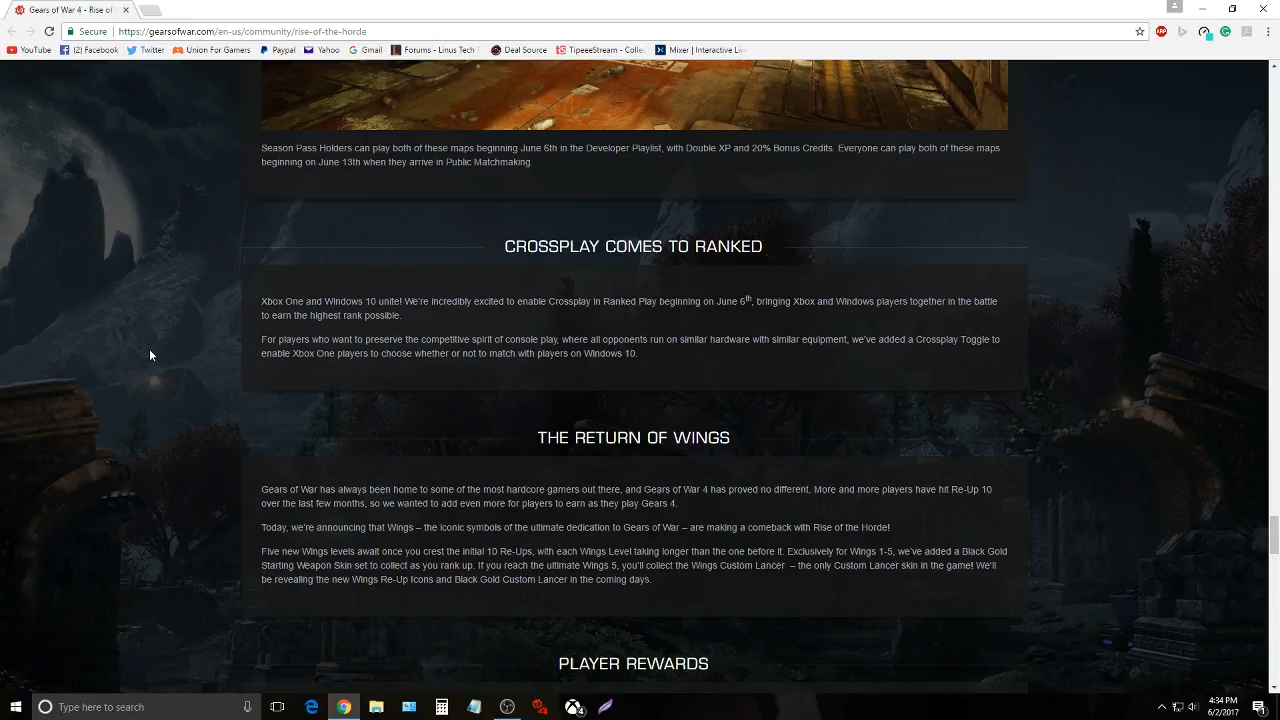 Gears of War 4 - Rise of
Secure https://gearsofwar.com/en-us/community/rise-of-the-horde
YouTube (2) Facebook Twitter Union For Gamers Paypal Yahoo Gmail Forums - Linus Tech Deal Source TipeeeStream - Colle Mixer | Interactive Liv
Season Pass Holders can play both of these maps beginning June 6th in the Developer Playlist, with Double XP and 20% Bonus Credits. Everyone can play both of these maps
beginning on June 13th when they arrive in Public Matchmaking
CROSSPLAY COMES TO RANKED
Xbox One and Windows 10 unite! We're incredibly excited to enable Crossplay in Ranked Play beginning on June 6th, bringing Xbox and Windows players together in the battle
to earn the highest rank possible.
For players who want to preserve the competitive spirit of console play, where all opponents run on similar hardware with similar equipment, we've added a Crossplay Toggle to
enable Xbox One players to choose whether or not to match with players on Windows 10.
THE RETURN OF WINGS
Gears of War has always been home to some of the most hardcore gamers out there, and Gears of War 4 has proved no different. More and more players have hit Re-Up 10
over the last few months, so we wanted to add even more for players to earn as they play Gears 4.
Today, we're announcing that Wings – the iconic symbols of the ultimate dedication to Gears of War – are making a comeback with Rise of the Horde!
Five new Wings levels await once you crest the initial 10 Re-Ups, with each Wings Level taking longer than the one before it. Exclusively for Wings 1-5, we've added a Black Gold
Starting Weapon Skin set to collect as you rank up. If you reach the ultimate Wings 5, you'll collect the Wings Custom Lancer – the only Custom Lancer skin in the game! We'll
be revealing the new Wings Re-Up Icons and Black Gold Custom Lancer in the coming days.
PLAYER REWARDS
Type here to search
4:34 PM
6/2/2017